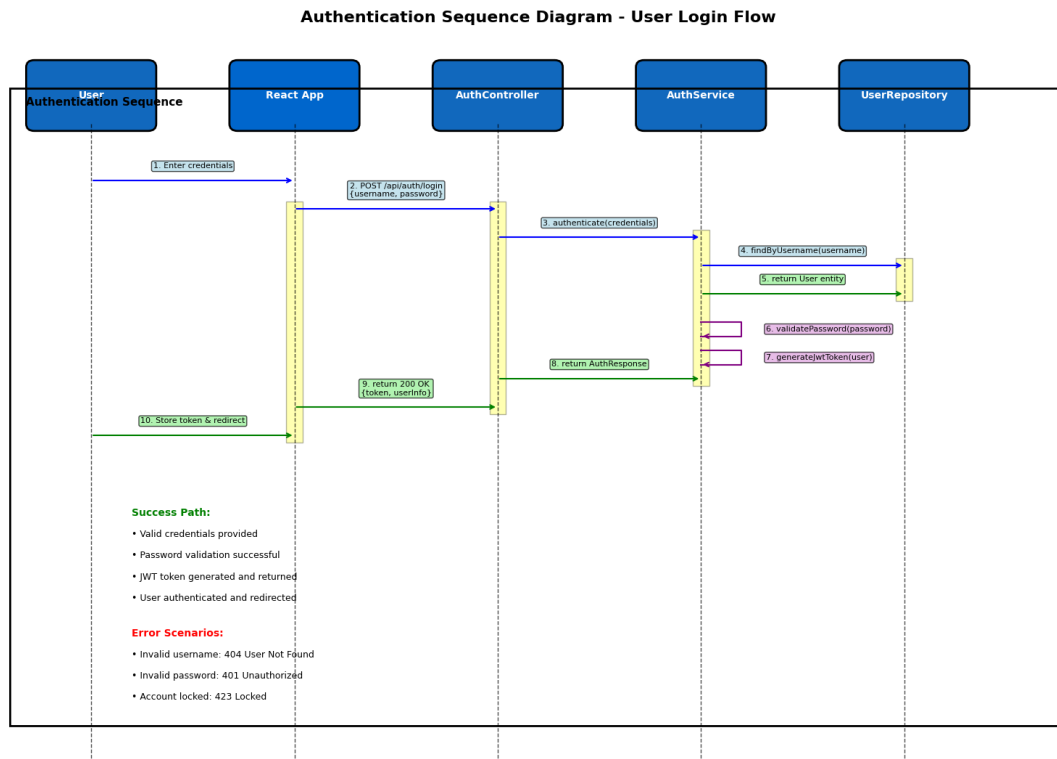 Authentication Sequence Diagram - User Login Flow
User
React App
AuthController
AuthService
UserRepository
Authentication Sequence
1. Enter credentials
2. POST /api/auth/login
{username, password}
3. authenticate(credentials)
4. findByUsername(username)
5. return User entity
6. validatePassword(password)
7. generateJwtToken(user)
8. return AuthResponse
9. return 200 OK
{token, userInfo}
10. Store token & redirect
Success Path:
• Valid credentials provided
• Password validation successful
• JWT token generated and returned
• User authenticated and redirected
Error Scenarios:
• Invalid username: 404 User Not Found
• Invalid password: 401 Unauthorized
• Account locked: 423 Locked